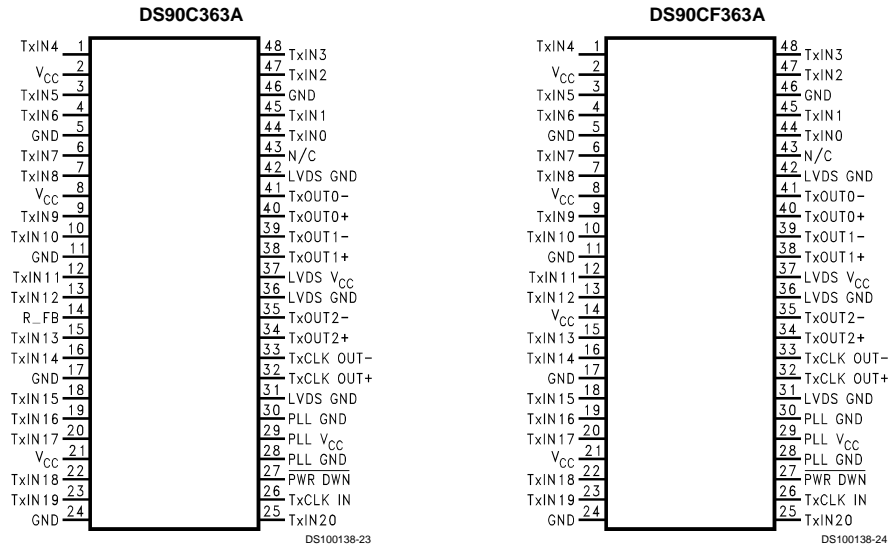 DS90C363A
TxIN4 1
VCC 2
TxIN5 3
TxIN6 4
GND 5
TxIN7 6
TxIN8 7
VCC 8
TxIN9 9
TxIN10 10
GND 11
TxIN11 12
TxIN12 13
R_FB 14
TxIN13 15
TxIN14 16
GND 17
TxIN15 18
TxIN16 19
TxIN17 20
VCC 21
TxIN18 22
TxIN19 23
GND 24
48 TxIN3
47 TxIN2
46 GND
45 TxIN1
44 TxIN0
43 N/C
42 LVDS GND
41 TxOUT0-
40 TxOUT0+
39 TxOUT1-
38 TxOUT1+
37 LVDS VCC
36 LVDS GND
35 TxOUT2-
34 TxOUT2+
33 TxCLK OUT-
32 TxCLK OUT+
31 LVDS GND
30 PLL GND
29 PLL VCC
28 PLL GND
27 PWR DWN
26 TxCLK IN
25 TxIN20
DS100138-23
DS90CF363A
TxIN4 1
VCC 2
TxIN5 3
TxIN6 4
GND 5
TxIN7 6
TxIN8 7
VCC 8
TxIN9 9
TxIN10 10
GND 11
TxIN11 12
TxIN12 13
VCC 14
TxIN13 15
TxIN14 16
GND 17
TxIN15 18
TxIN16 19
TxIN17 20
VCC 21
TxIN18 22
TxIN19 23
GND 24
48 TxIN3
47 TxIN2
46 GND
45 TxIN1
44 TxIN0
43 N/C
42 LVDS GND
41 TxOUT0-
40 TxOUT0+
39 TxOUT1-
38 TxOUT1+
37 LVDS VCC
36 LVDS GND
35 TxOUT2-
34 TxOUT2+
33 TxCLK OUT-
32 TxCLK OUT+
31 LVDS GND
30 PLL GND
29 PLL VCC
28 PLL GND
27 PWR DWN
26 TxCLK IN
25 TxIN20
DS100138-24